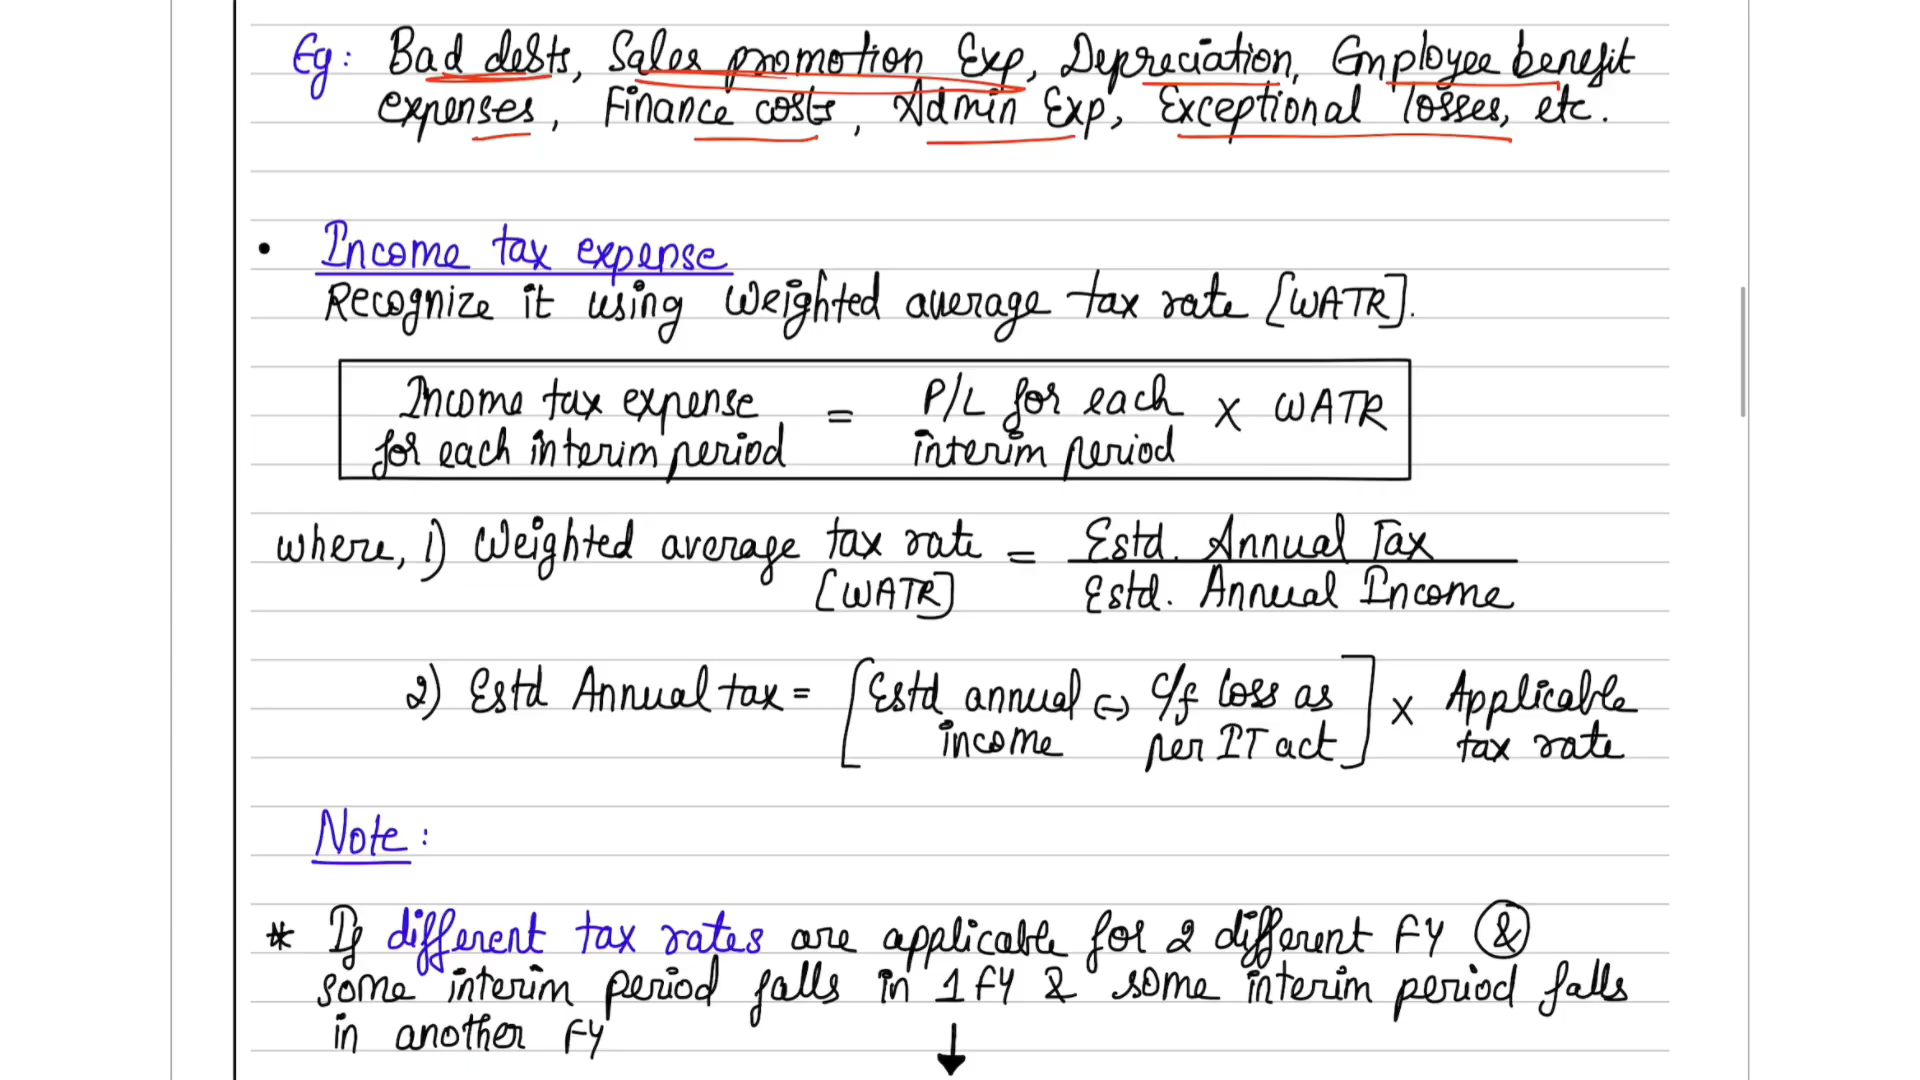 Eg: Bad debts, Sales promotion Exp, Depreciation, Employee benefit
expenses, Finance costs, Admin Exp, Exceptional losses, etc.
• Income tax expense
Recognize it using Weighted average tax rate [WATR].
Income tax expense = P/L for each × WATR
for each interim period interim period
where, 1) Weighted average tax rate = Estd. Annual Tax
[WATR] Estd. Annual Income
2) Estd Annual tax = [Estd annual (-) C/f loss as] × Applicable
income per IT act tax rate
Note:
* If different tax rates are applicable for 2 different FY &
some interim period falls in 1 FY & some interim period falls
in another FY